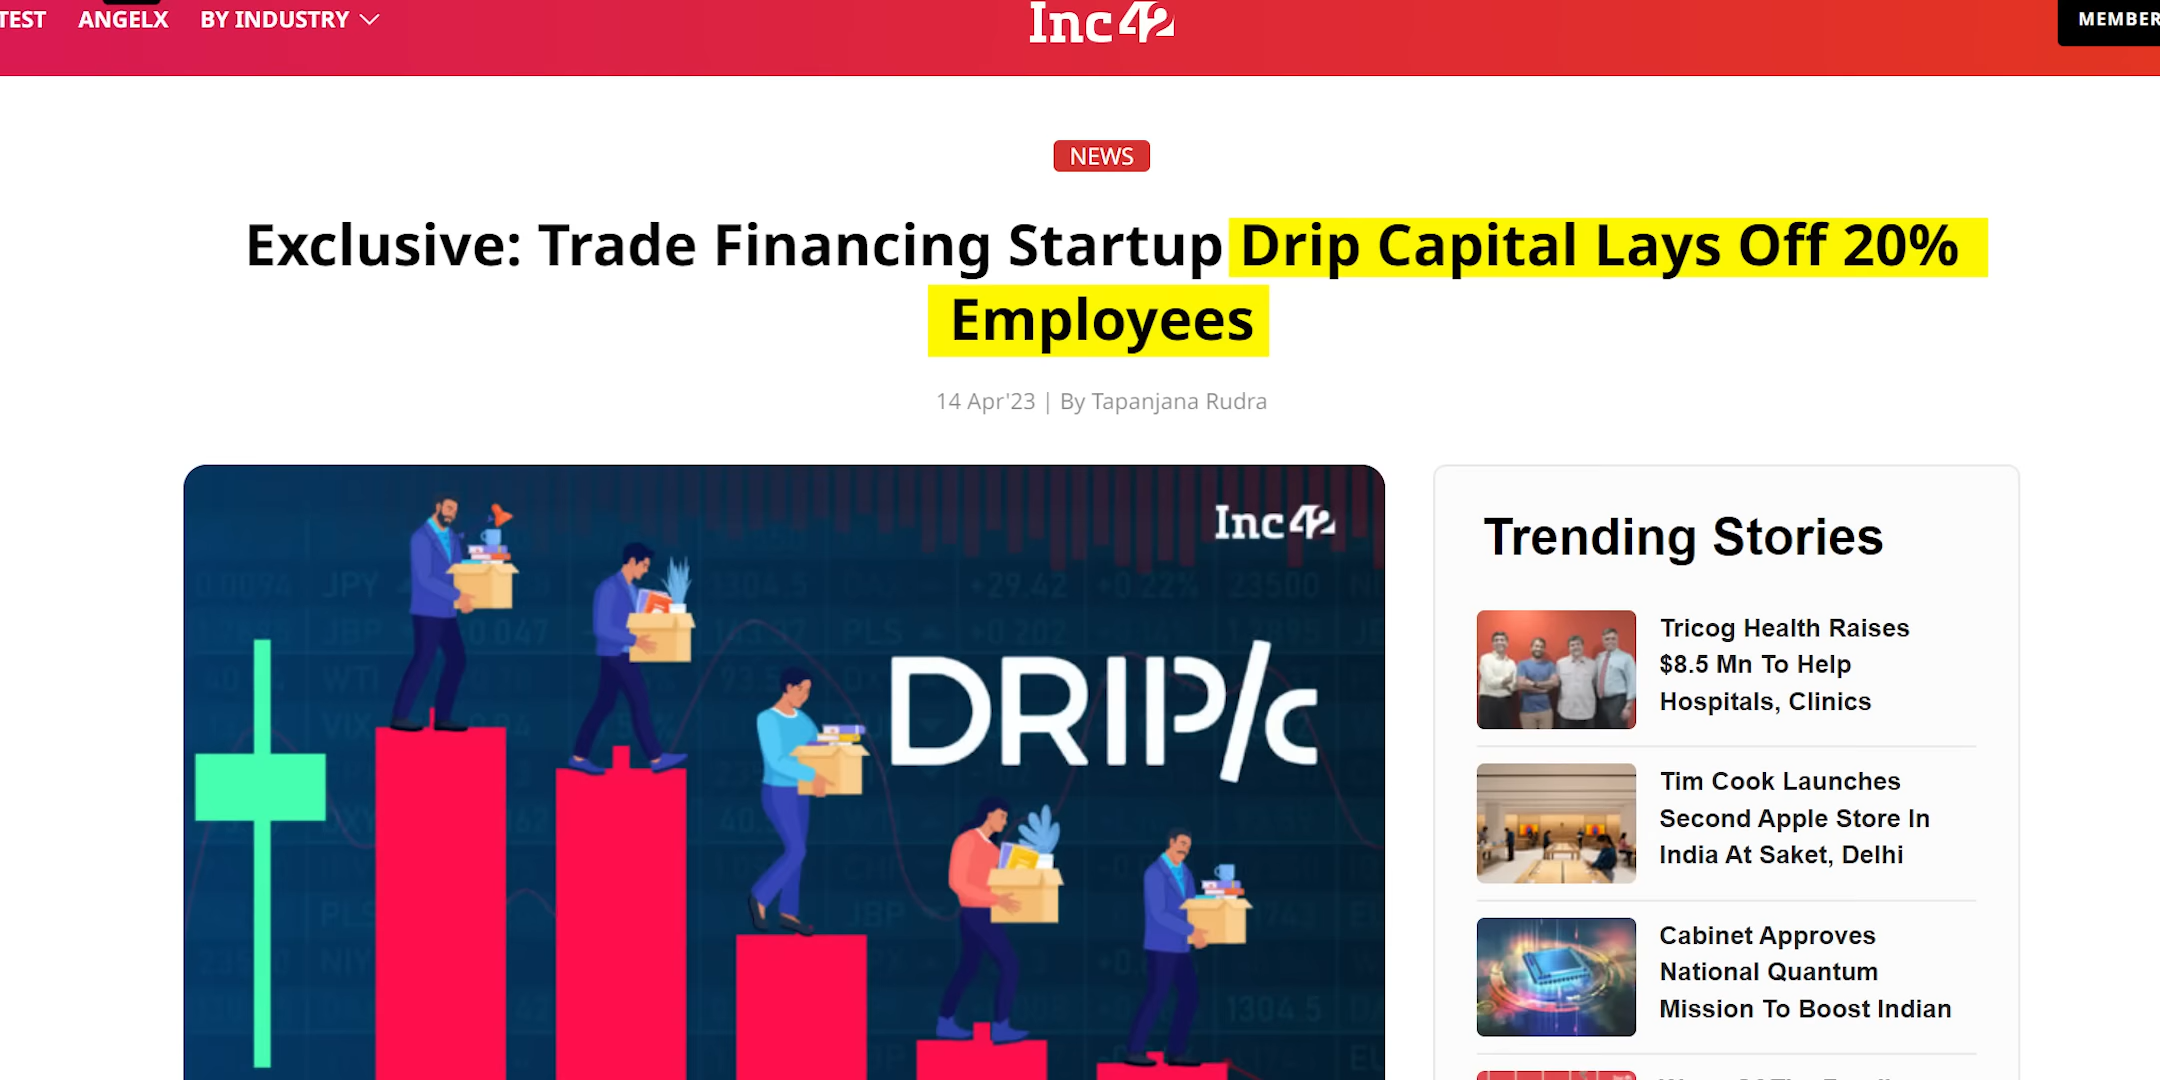 TEST ANGELX BY INDUSTRY
Inc42
MEMBER
NEWS
Exclusive: Trade Financing Startup Drip Capital Lays Off 20%
Employees
14 Apr'23 | By Tapanjana Rudra
Inc42
DRIP/c
Trending Stories
Tricog Health Raises
$8.5 Mn To Help
Hospitals, Clinics
Tim Cook Launches
Second Apple Store In
India At Saket, Delhi
Cabinet Approves
National Quantum
Mission To Boost Indian